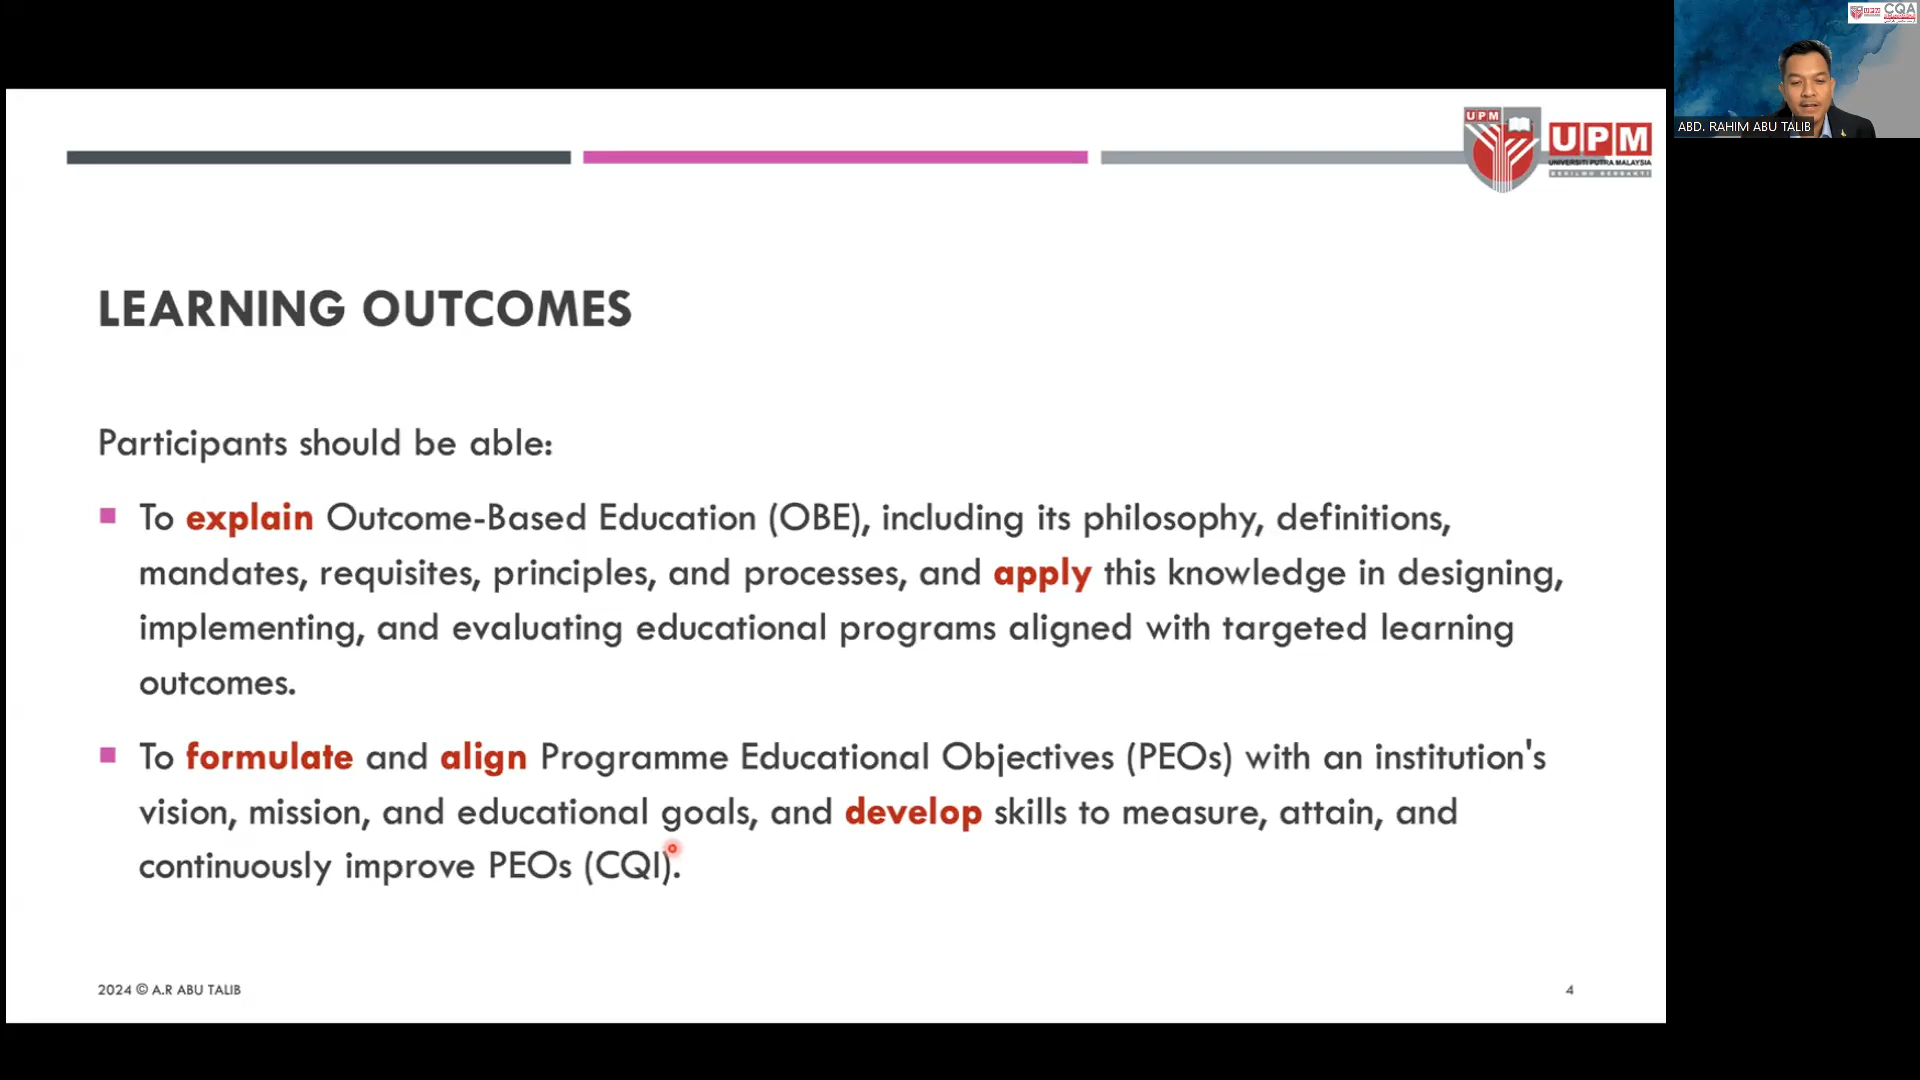 UPM
UPM
UNIVERSITI PUTRA MALAYSIA
BERILMU BERBAKTI
UPM
CQA
ABD. RAHIM ABU TALIB
LEARNING OUTCOMES
Participants should be able:
To explain Outcome-Based Education (OBE), including its philosophy, definitions,
mandates, requisites, principles, and processes, and apply this knowledge in designing,
implementing, and evaluating educational programs aligned with targeted learning
outcomes.
To formulate and align Programme Educational Objectives (PEOs) with an institution's
vision, mission, and educational goals, and develop skills to measure, attain, and
continuously improve PEOs (CQI).
2024 © A.R ABU TALIB
4